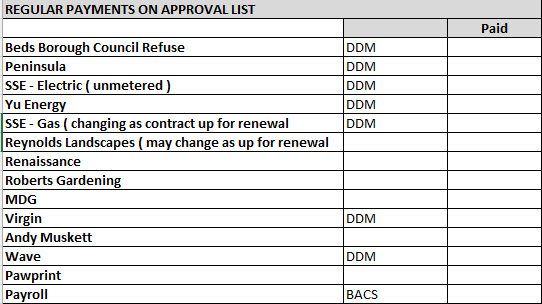 REGULAR PAYMENTS ON APPROVAL LIST
Paid
Beds Borough Council Refuse DDM
Peninsula DDM
SSE - Electric ( unmetered ) DDM
Yu Energy DDM
SSE - Gas ( changing as contract up for renewal DDM
Reynolds Landscapes ( may change as up for renewal
Renaissance
Roberts Gardening
MDG
Virgin DDM
Andy Muskett
Wave DDM
Pawprint
Payroll BACS